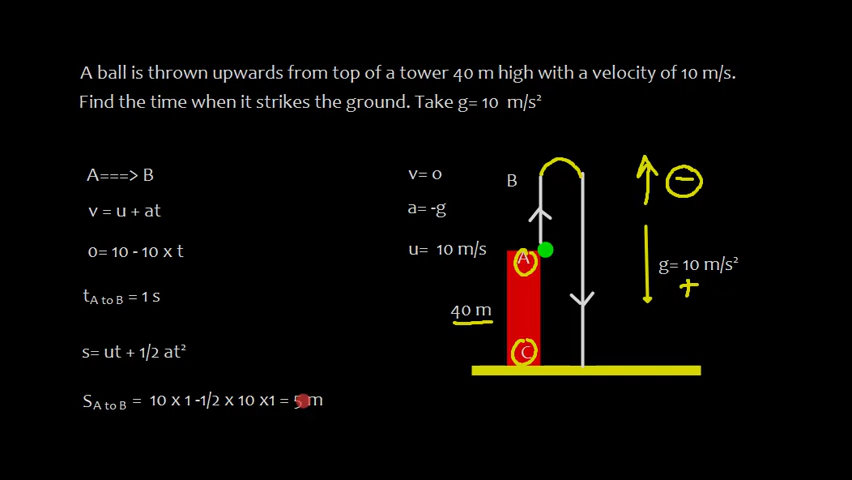 A ball is thrown upwards from top of a tower 40 m high with a velocity of 10 m/s.
Find the time when it strikes the ground. Take g= 10 m/s²
A===> B
v = u + at
0= 10 - 10 x t
t A to B = 1 s
s= ut + 1/2 at²
S A to B = 10 x 1 -1/2 x 10 x1 = 5 m
v= 0
a= -g
u= 10 m/s
B
A
40 m
C
−
g= 10 m/s²
+